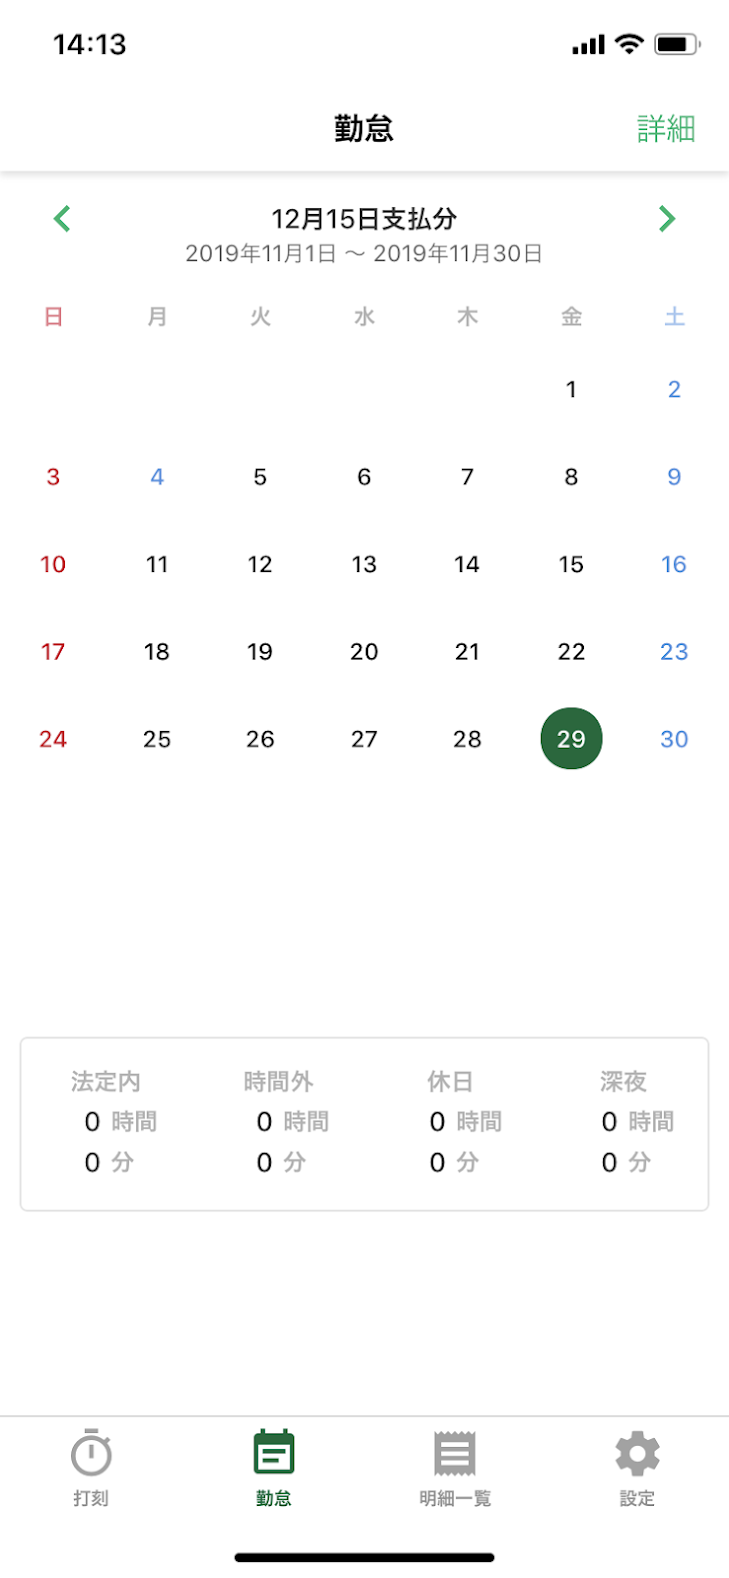 14:13
勤怠 詳細
12月15日支払分
2019年11月1日 〜 2019年11月30日
日 月 火 水 木 金 土
1 2
3 4 5 6 7 8 9
10 11 12 13 14 15 16
17 18 19 20 21 22 23
24 25 26 27 28 29 30
法定内 時間外 休日 深夜
0 時間 0 時間 0 時間 0 時間
0 分 0 分 0 分 0 分
打刻 勤怠 明細一覧 設定